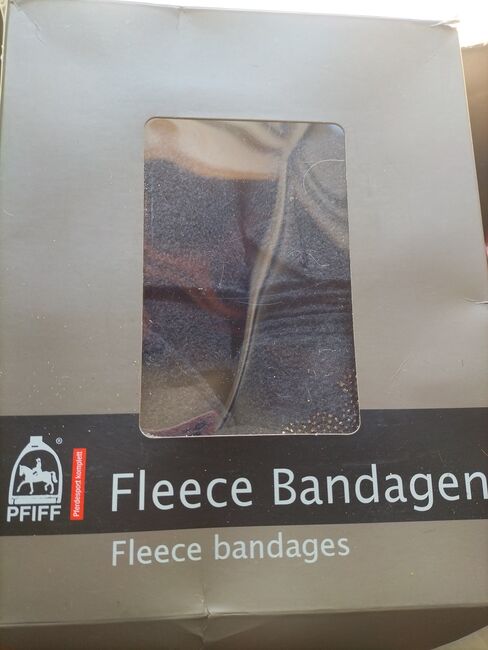 ®
PFIFF
Pferdesport komplett
Fleece Bandagen
Fleece bandages